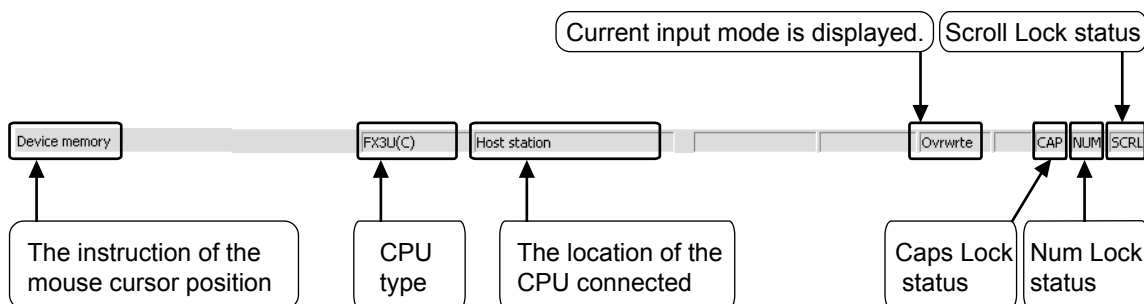 Current input mode is displayed.
Scroll Lock status
Device memory
FX3U(C)
Host station
Ovrwrte
CAP
NUM
SCRL
The instruction of the
mouse cursor position
CPU
type
The location of the
CPU connected
Caps Lock
status
Num Lock
status